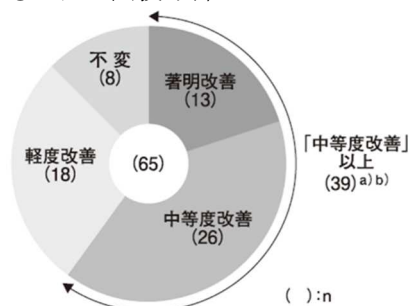 不 変
(8)
著明改善
(13)
軽度改善
(18)
(65)
「中等度改善」
以上
(39)a)b)
中等度改善
(26)
( ):n